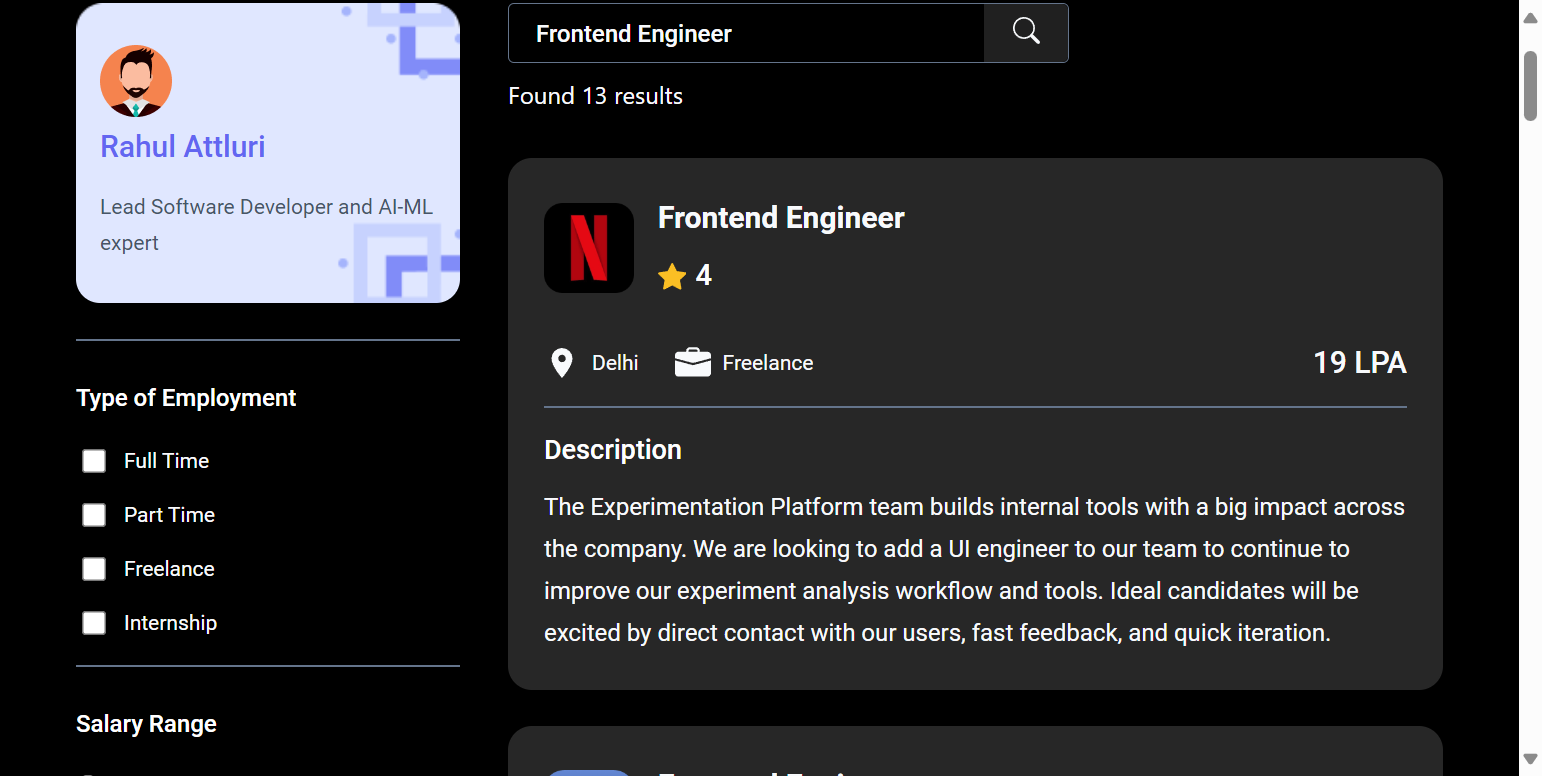 Rahul Attluri
Lead Software Developer and AI-ML
expert
Type of Employment
Full Time
Part Time
Freelance
Internship
Salary Range
Frontend Engineer
Found 13 results
N
Frontend Engineer
4
Delhi
Freelance
19 LPA
Description
The Experimentation Platform team builds internal tools with a big impact across
the company. We are looking to add a UI engineer to our team to continue to
improve our experiment analysis workflow and tools. Ideal candidates will be
excited by direct contact with our users, fast feedback, and quick iteration.